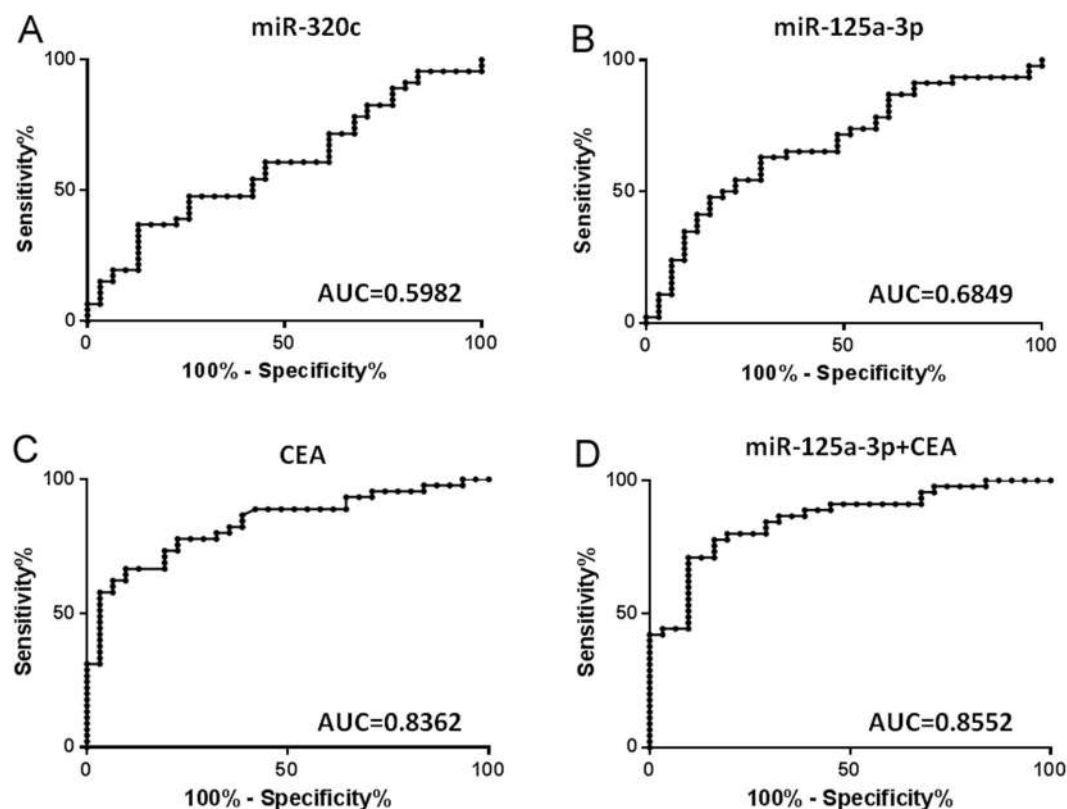 A
miR-320c
100
50
0
Sensitivity%
AUC=0.5982
0 50 100
100% - Specificity%
B
miR-125a-3p
100
50
0
Sensitivity%
AUC=0.6849
0 50 100
100% - Specificity%
C
CEA
100
50
0
Sensitivity%
AUC=0.8362
0 50 100
100% - Specificity%
D
miR-125a-3p+CEA
100
50
0
Sensitivity%
AUC=0.8552
0 50 100
100% - Specificity%